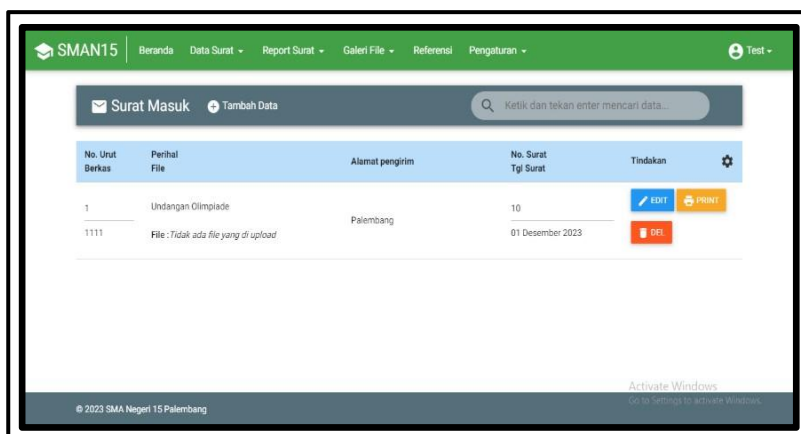 SMAN15 Beranda Data Surat Report Surat Galeri File Referensi Pengaturan Test
Surat Masuk Tambah Data Ketik dan tekan enter mencari data...
No. Urut Perihal Alamat pengirim No. Surat Tindakan
Berkas File Tgl Surat
1 Undangan Olimpiade Palembang 10 EDIT PRINT
1111 File : Tidak ada file yang di upload 01 Desember 2023 DEL
Activate Windows
Go to Settings to activate Windows.
© 2023 SMA Negeri 15 Palembang